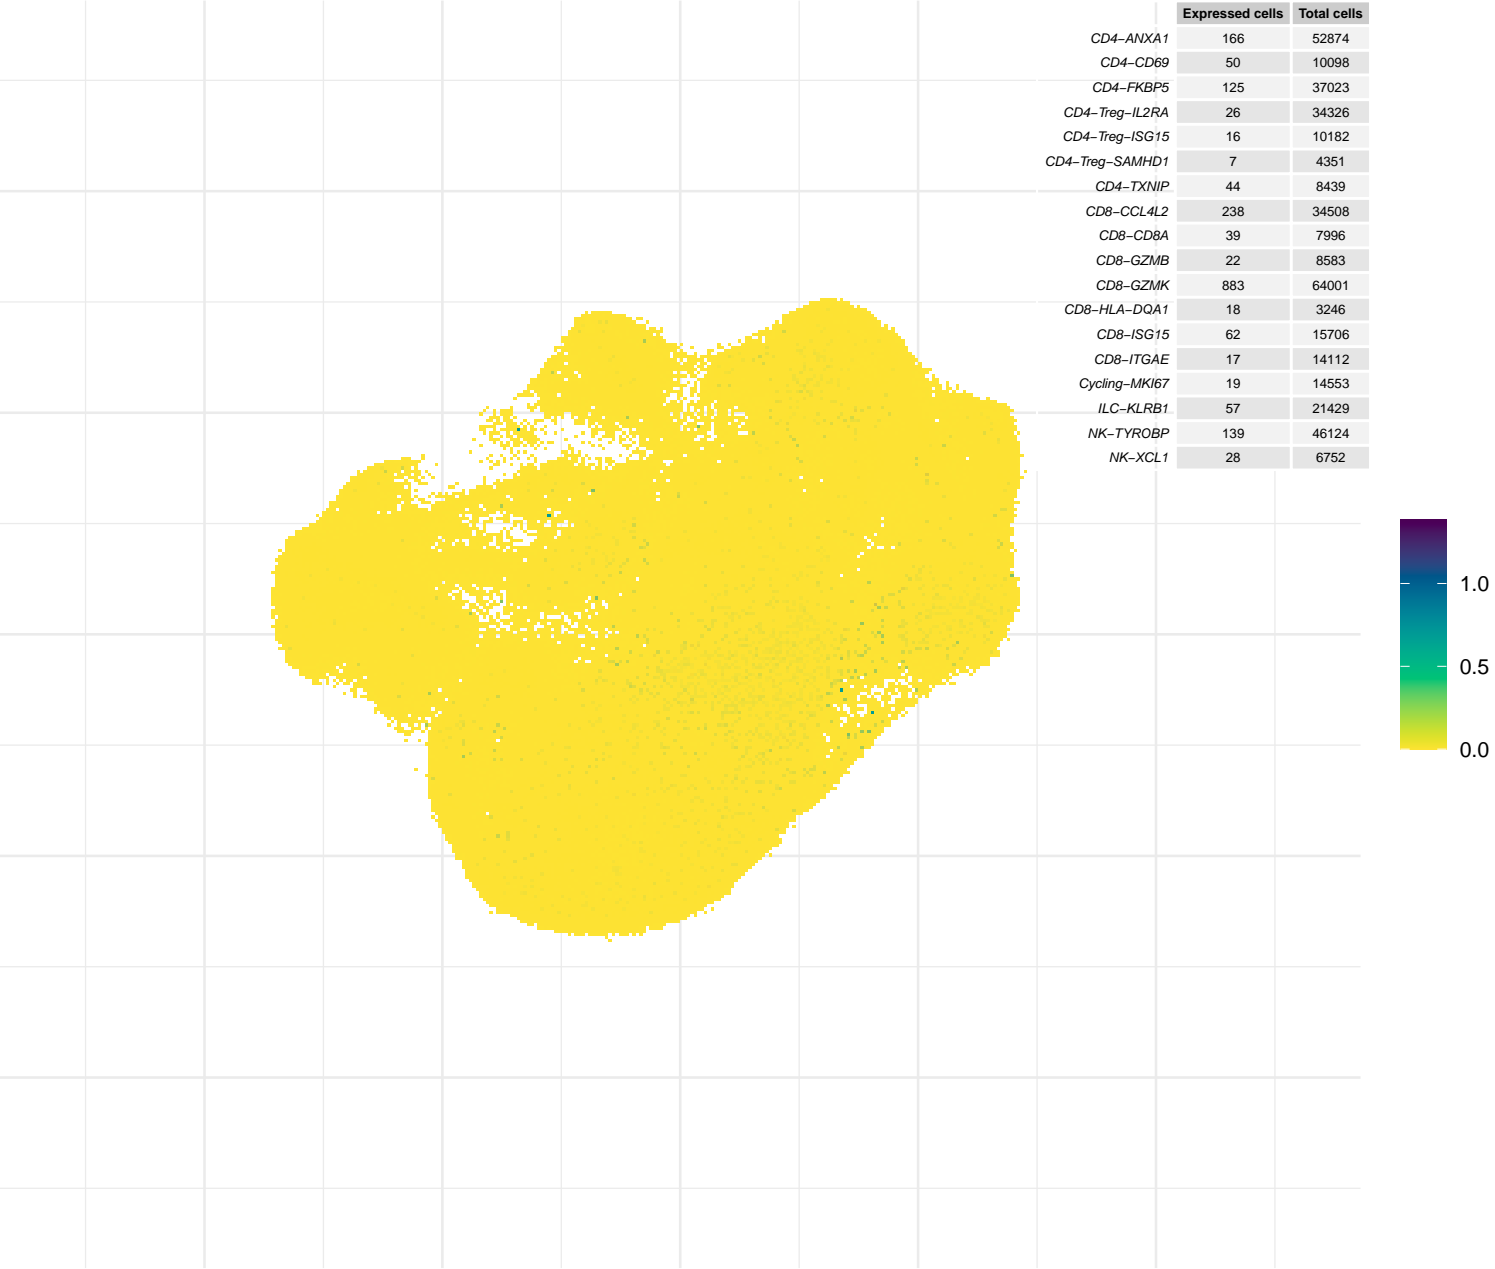 Expressed cells Total cells
CD4−ANXA1 166 52874
CD4−CD69 50 10098
CD4−FKBP5 125 37023
CD4−Treg−IL2RA 26 34326
CD4−Treg−ISG15 16 10182
CD4−Treg−SAMHD1 7 4351
CD4−TXNIP 44 8439
CD8−CCL4L2 238 34508
CD8−CD8A 39 7996
CD8−GZMB 22 8583
CD8−GZMK 883 64001
CD8−HLA−DQA1 18 3246
CD8−ISG15 62 15706
CD8−ITGAE 17 14112
Cycling−MKI67 19 14553
ILC−KLRB1 57 21429
NK−TYROBP 139 46124
NK−XCL1 28 6752
1.0
0.5
0.0